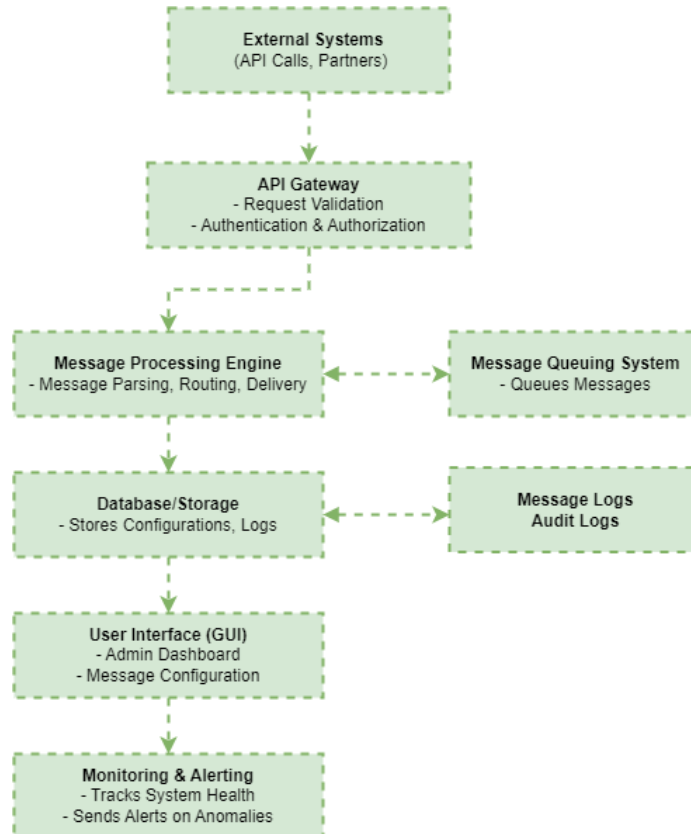 External Systems
(API Calls, Partners)
API Gateway
- Request Validation
- Authentication & Authorization
Message Processing Engine
- Message Parsing, Routing, Delivery
Message Queuing System
- Queues Messages
Database/Storage
- Stores Configurations, Logs
Message Logs
Audit Logs
User Interface (GUI)
- Admin Dashboard
- Message Configuration
Monitoring & Alerting
- Tracks System Health
- Sends Alerts on Anomalies